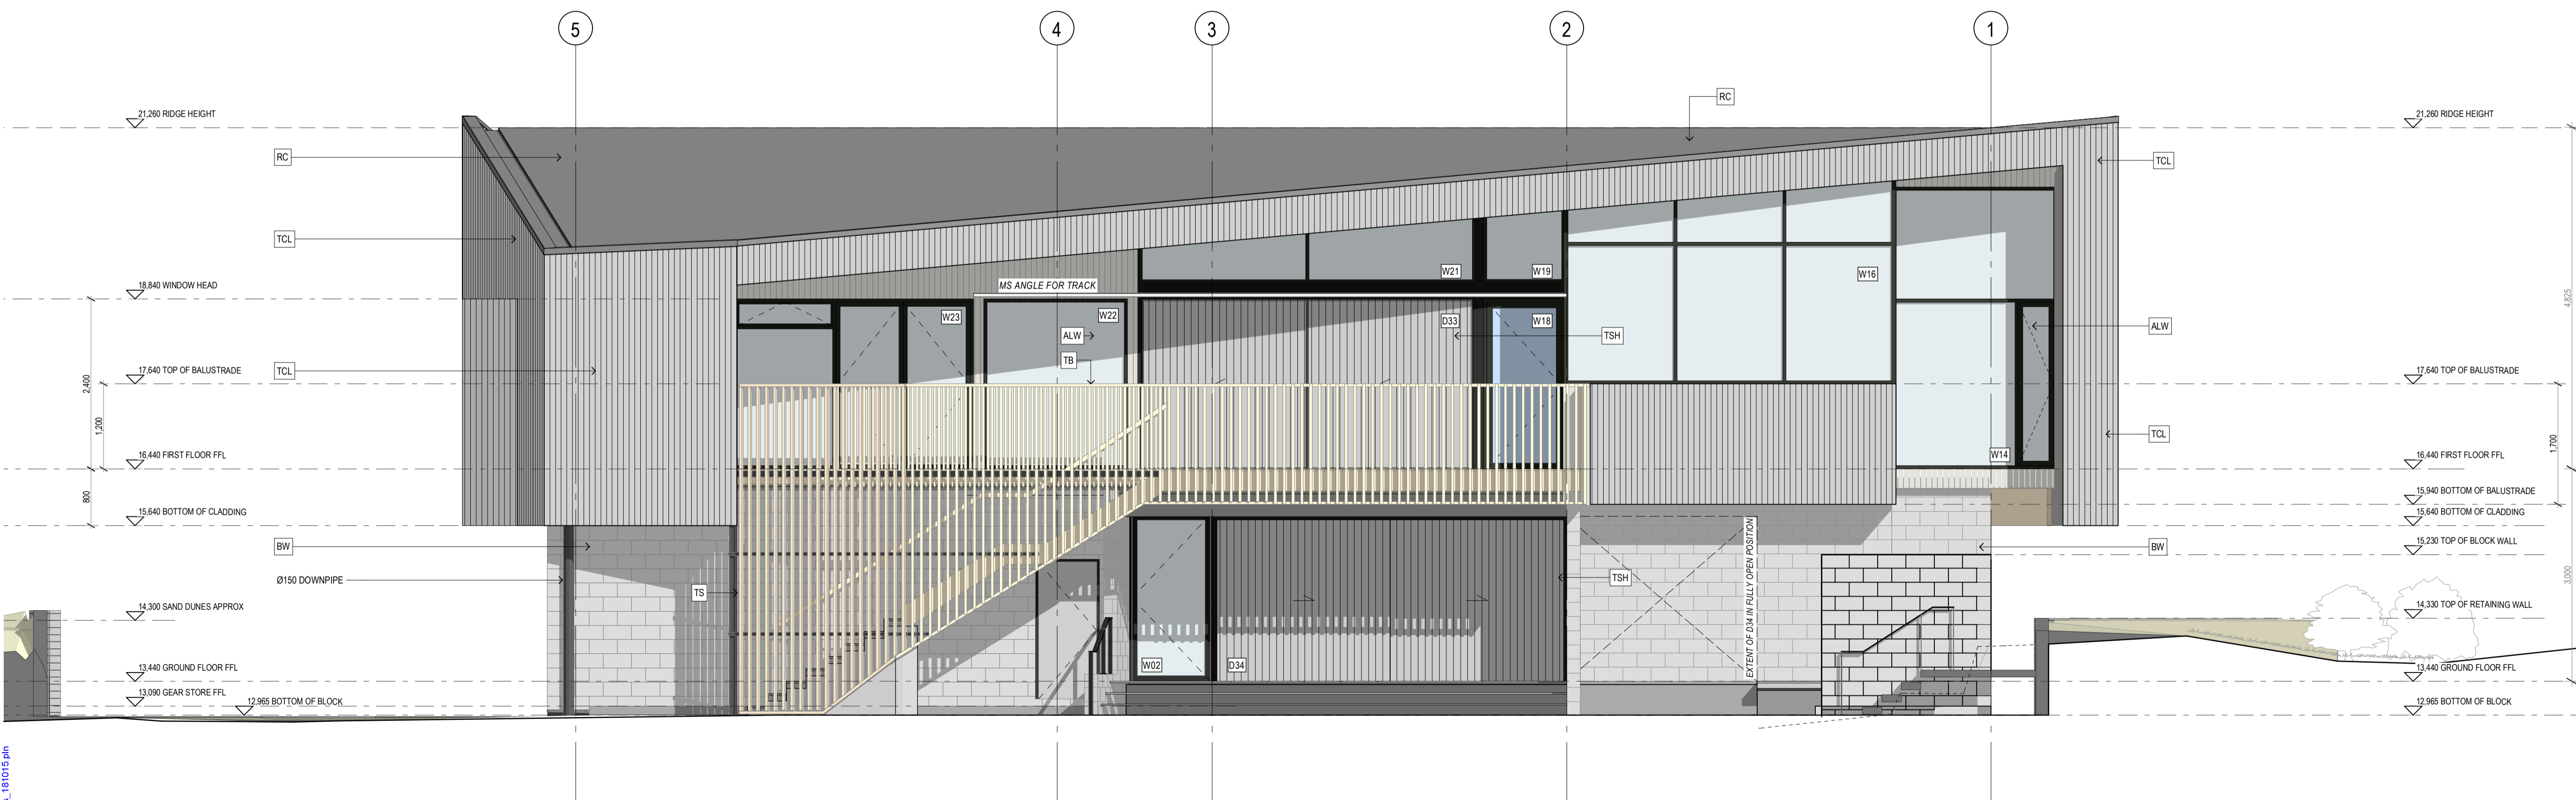 5
4
3
2
1
RC
21,260 RIDGE HEIGHT
21,260 RIDGE HEIGHT
RC
TCL
TCL
4,825
18,840 WINDOW HEAD
MS ANGLE FOR TRACK
W21
W19
W16
W23
W22
D33
W18
ALW
TSH
ALW
TB
17,640 TOP OF BALUSTRADE
TCL
17,640 TOP OF BALUSTRADE
2,400
1,200
TCL
1,700
16,440 FIRST FLOOR FFL
W14
16,440 FIRST FLOOR FFL
800
15,940 BOTTOM OF BALUSTRADE
15,640 BOTTOM OF CLADDING
15,640 BOTTOM OF CLADDING
BW
BW
15,230 TOP OF BLOCK WALL
EXTENT OF D34 IN FULLY OPEN POSITION
Ø150 DOWNPIPE
TSH
3,000
TS
14,300 SAND DUNES APPROX
14,330 TOP OF RETAINING WALL
13,440 GROUND FLOOR FFL
W02
D34
13,440 GROUND FLOOR FFL
13,090 GEAR STORE FFL
12,965 BOTTOM OF BLOCK
12,965 BOTTOM OF BLOCK
_181015.pln